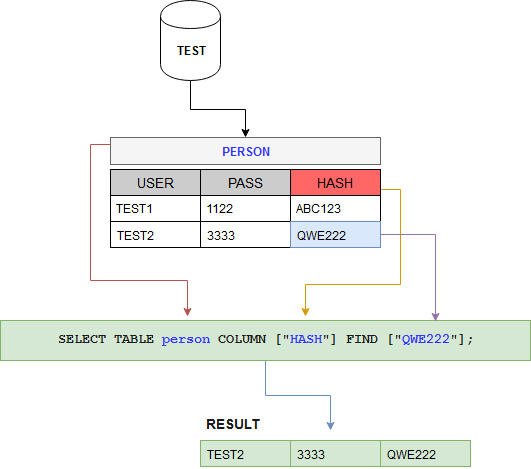 TEST
PERSON
USER PASS HASH
TEST1 1122 ABC123
TEST2 3333 QWE222
SELECT TABLE person COLUMN ["HASH"] FIND ["QWE222"];
RESULT
TEST2 3333 QWE222